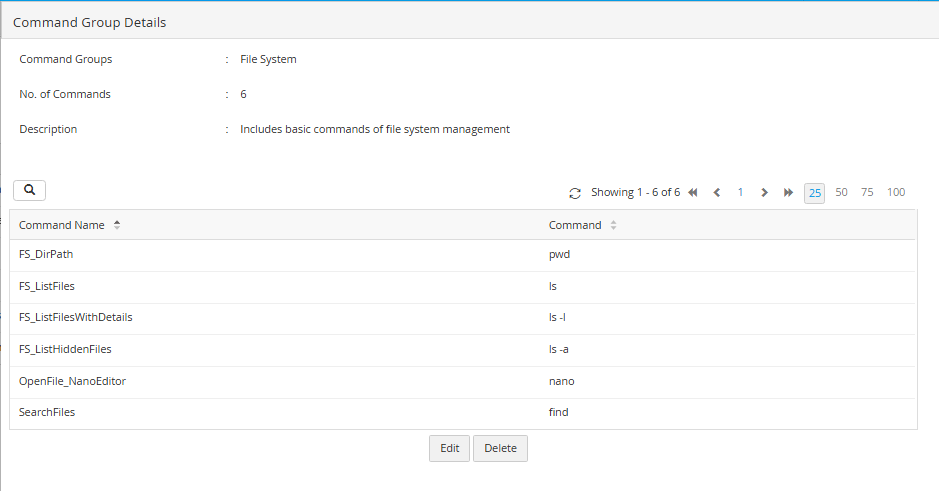 Command Group Details
Command Groups : File System
No. of Commands : 6
Description : Includes basic commands of file system management
Showing 1 - 6 of 6 1 25 50 75 100
Command Name Command
FS_DirPath pwd
FS_ListFiles ls
FS_ListFilesWithDetails ls -l
FS_ListHiddenFiles ls -a
OpenFile_NanoEditor nano
SearchFiles find
Edit Delete